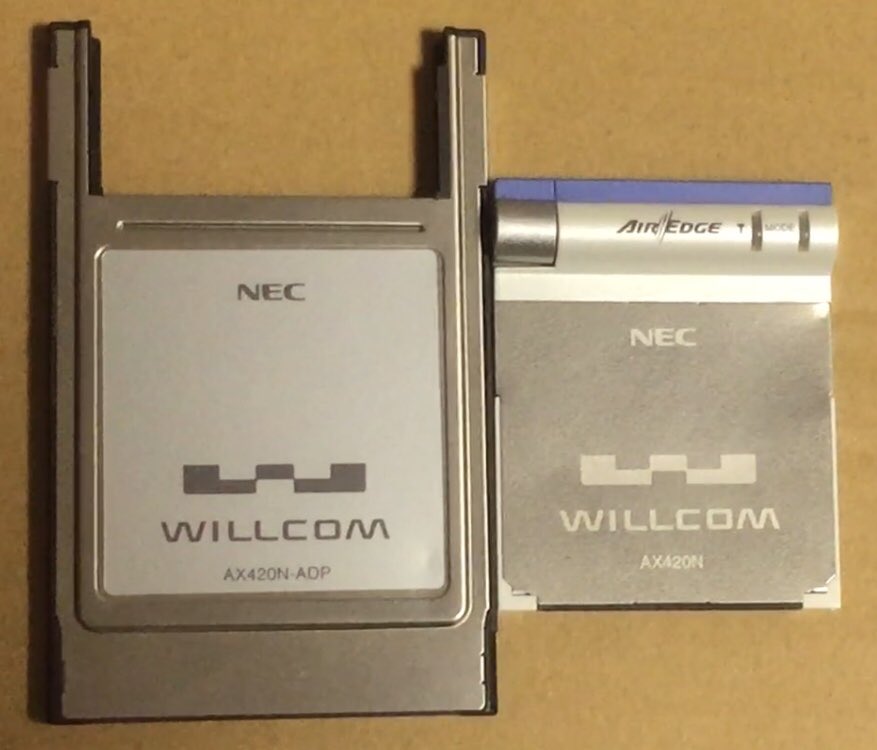 NEC
WILLCOM
AX420N-ADP
AIR//EDGE
MODE
NEC
WILLCOM
AX420N